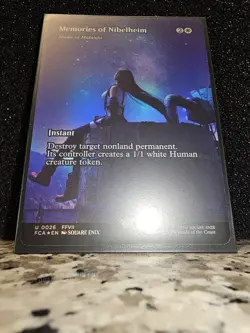 Memories of Nibelheim
Instant
Destroy target nonland permanent.
Its controller creates a 1/1 white Human
creature token.
U 0026 FFVII
FCA ★ EN SQUARE ENIX